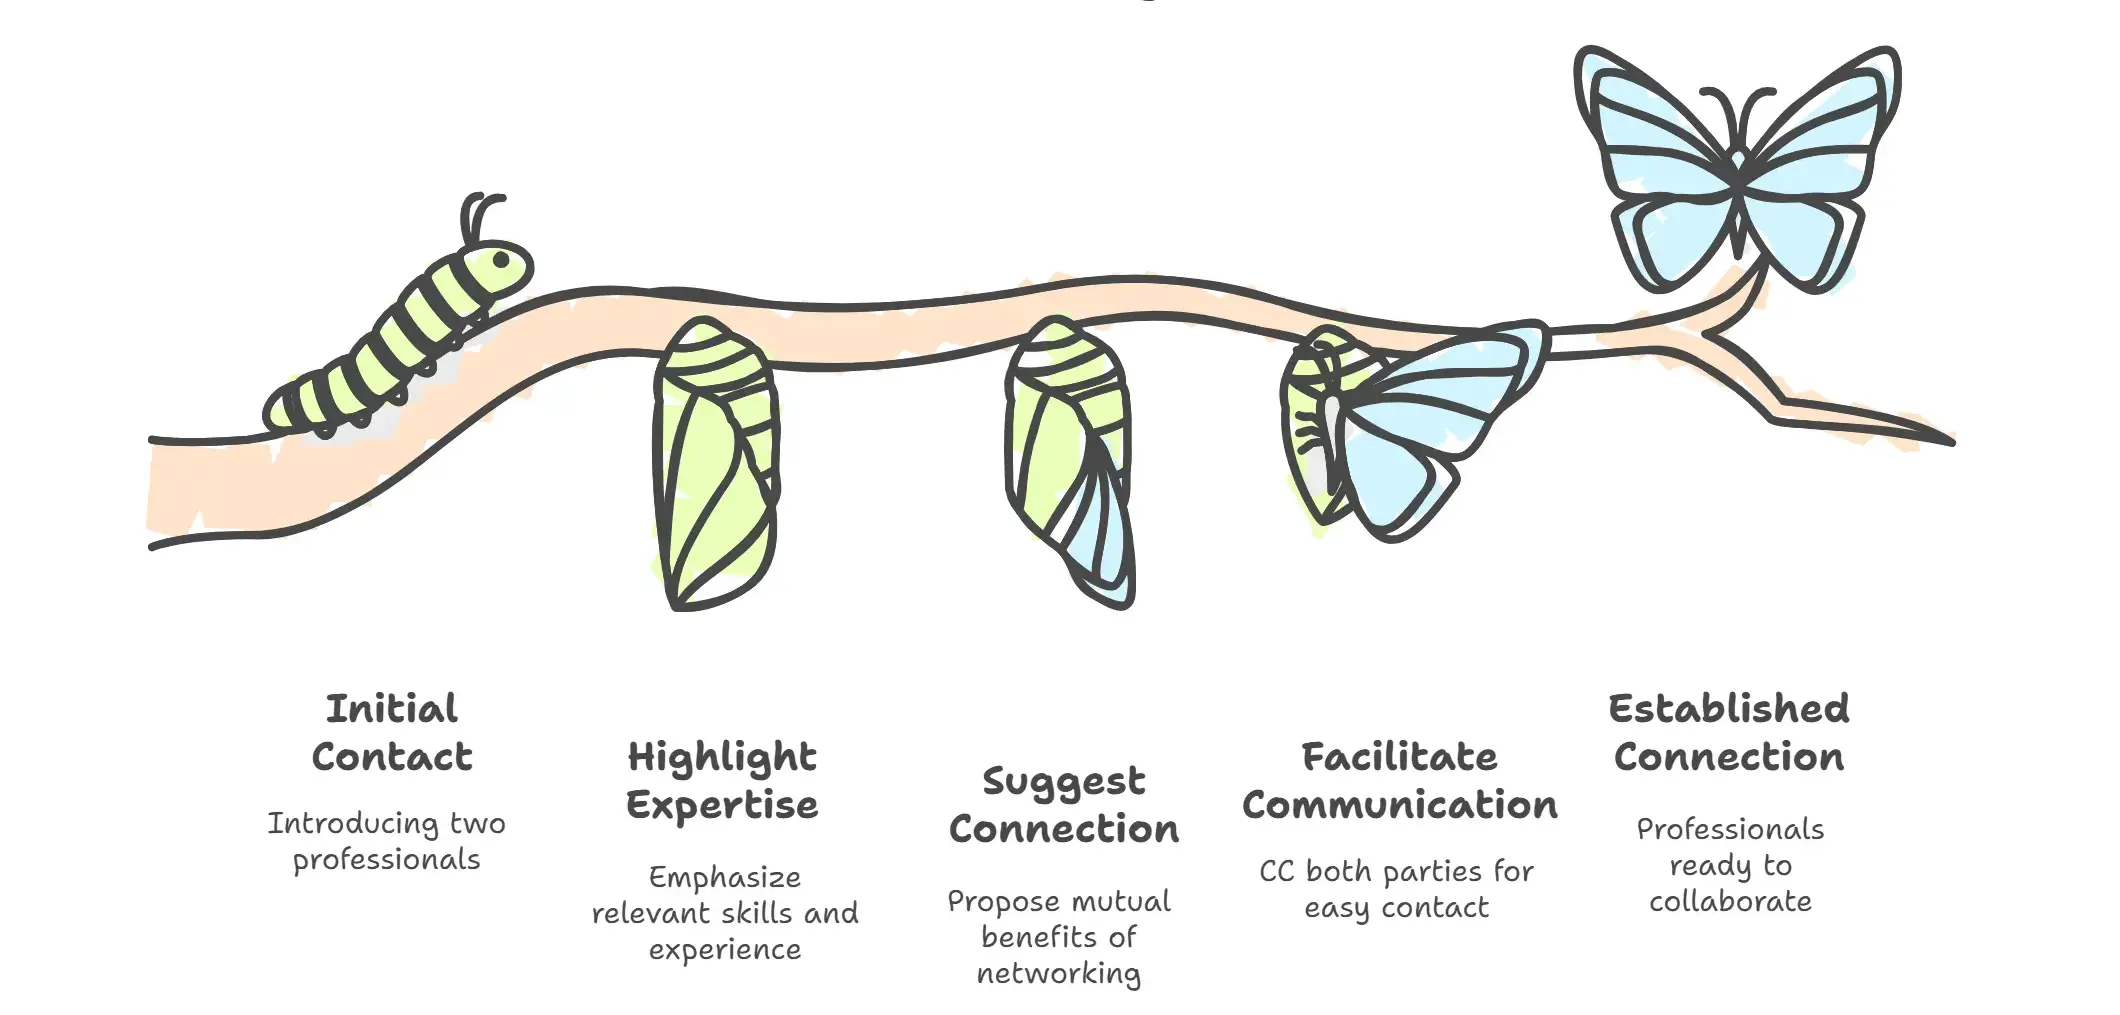 Initial
Contact
Introducing two
professionals
Highlight
Expertise
Emphasize
relevant skills and
experience
Suggest
Connection
Propose mutual
benefits of
networking
Facilitate
Communication
CC both parties for
easy contact
Established
Connection
Professionals
ready to
collaborate